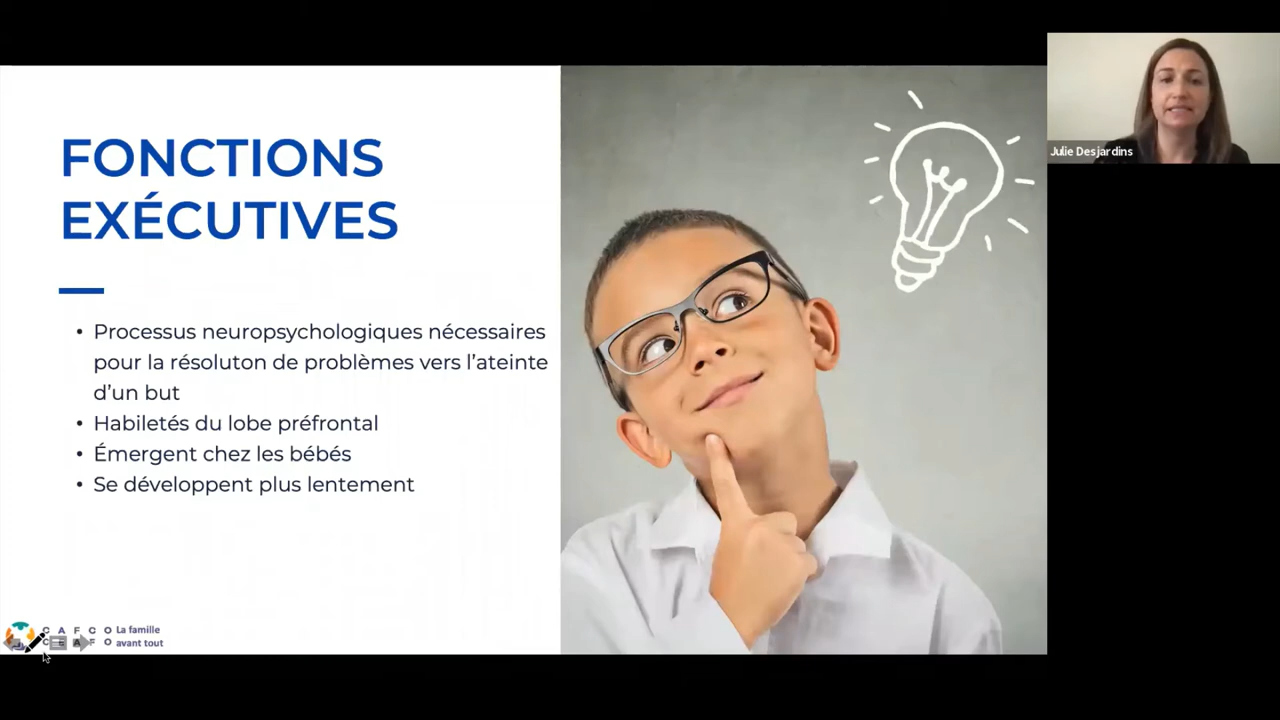 FONCTIONS
EXÉCUTIVES
• Processus neuropsychologiques nécessaires
pour la résoluton de problèmes vers l’ateinte
d’un but
• Habiletés du lobe préfrontal
• Émergent chez les bébés
• Se développent plus lentement
C A F C O La famille
avant tout
Julie Desjardins